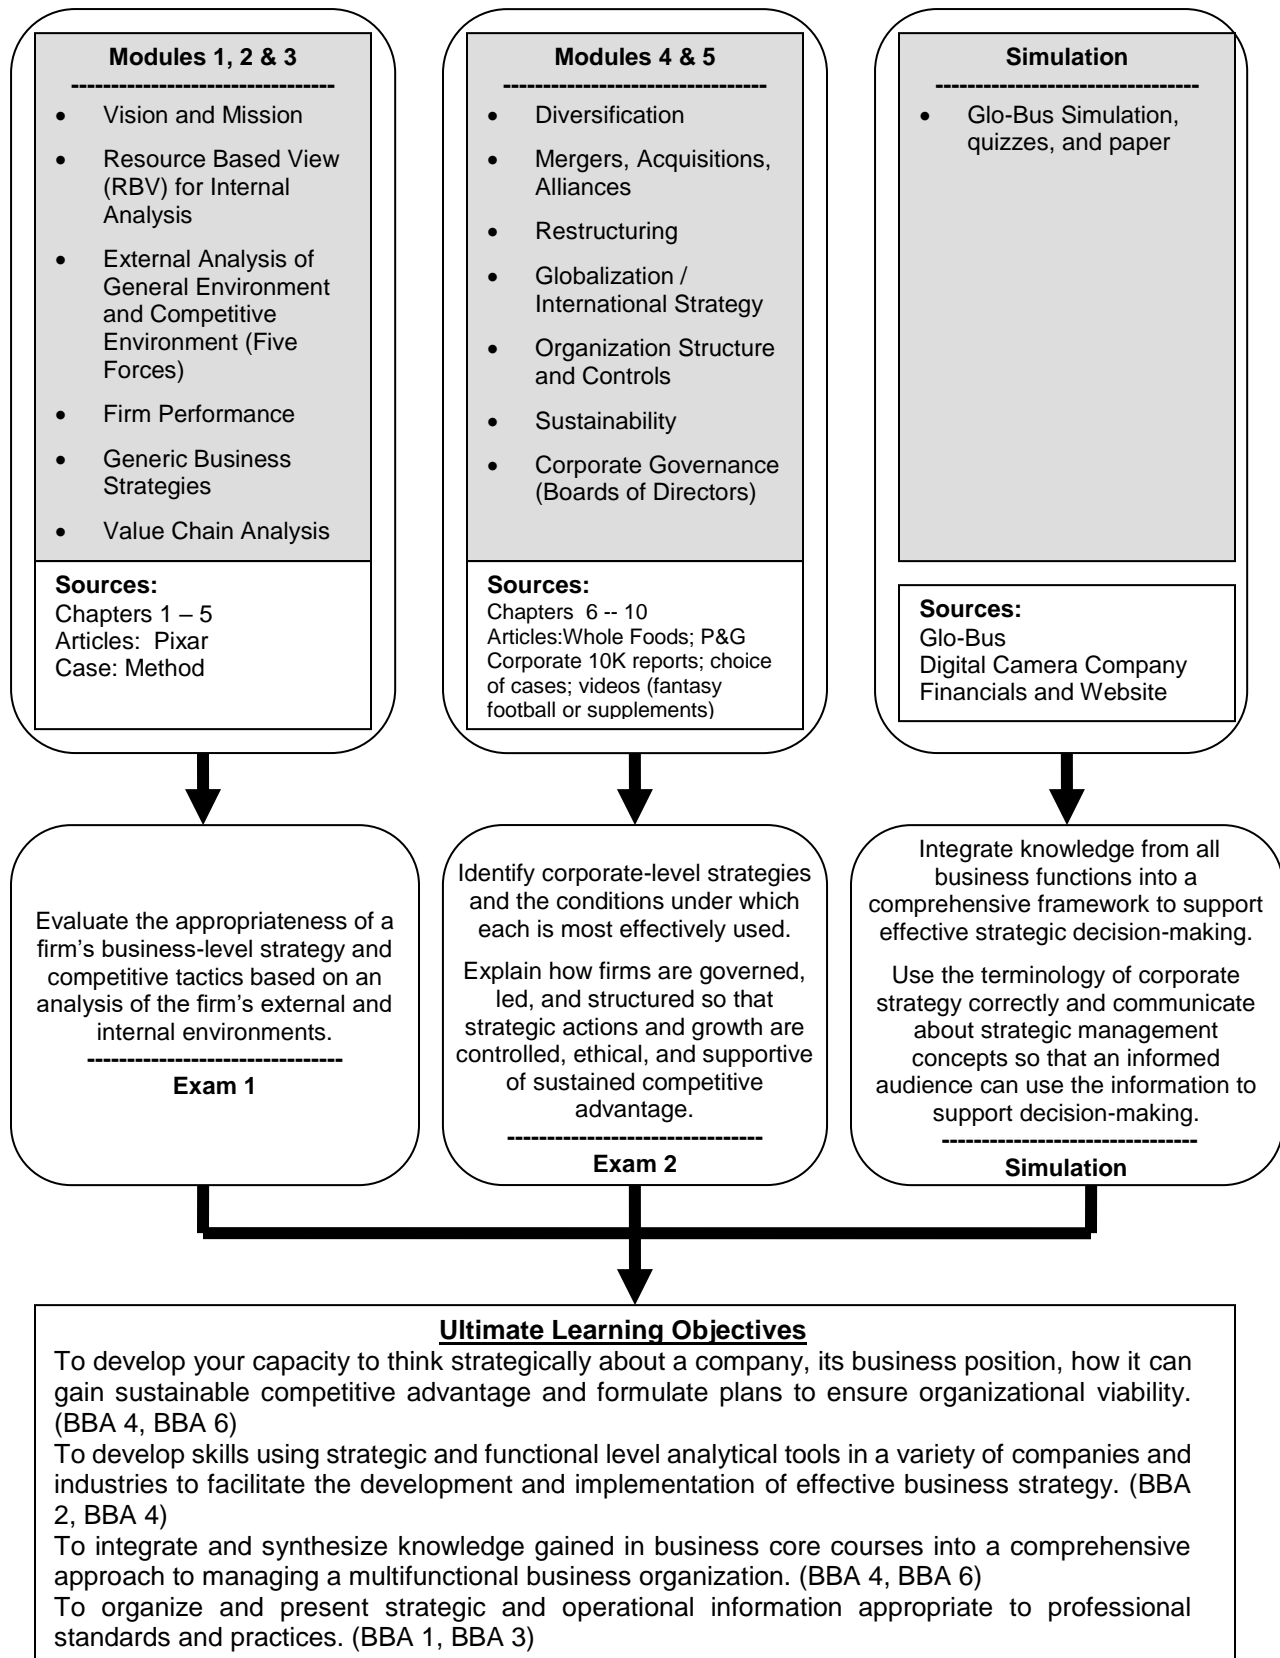 Modules 1, 2 & 3
---------------------------------
• Vision and Mission
• Resource Based View
(RBV) for Internal
Analysis
• External Analysis of
General Environment
and Competitive
Environment (Five
Forces)
• Firm Performance
• Generic Business
Strategies
• Value Chain Analysis
Sources:
Chapters 1 – 5
Articles: Pixar
Case: Method
Modules 4 & 5
---------------------------------
• Diversification
• Mergers, Acquisitions,
Alliances
• Restructuring
• Globalization /
International Strategy
• Organization Structure
and Controls
• Sustainability
• Corporate Governance
(Boards of Directors)
Sources:
Chapters 6 -- 10
Articles:Whole Foods; P&G
Corporate 10K reports; choice
of cases; videos (fantasy
football or supplements)
Simulation
---------------------------------
• Glo-Bus Simulation,
quizzes, and paper
Sources:
Glo-Bus
Digital Camera Company
Financials and Website
Evaluate the appropriateness of a
firm’s business-level strategy and
competitive tactics based on an
analysis of the firm’s external and
internal environments.
--------------------------------
Exam 1
Identify corporate-level strategies
and the conditions under which
each is most effectively used.
Explain how firms are governed,
led, and structured so that
strategic actions and growth are
controlled, ethical, and supportive
of sustained competitive
advantage.
--------------------------------
Exam 2
Integrate knowledge from all
business functions into a
comprehensive framework to support
effective strategic decision-making.
Use the terminology of corporate
strategy correctly and communicate
about strategic management
concepts so that an informed
audience can use the information to
support decision-making.
--------------------------------
Simulation
Ultimate Learning Objectives
To develop your capacity to think strategically about a company, its business position, how it can
gain sustainable competitive advantage and formulate plans to ensure organizational viability.
(BBA 4, BBA 6)
To develop skills using strategic and functional level analytical tools in a variety of companies and
industries to facilitate the development and implementation of effective business strategy. (BBA
2, BBA 4)
To integrate and synthesize knowledge gained in business core courses into a comprehensive
approach to managing a multifunctional business organization. (BBA 4, BBA 6)
To organize and present strategic and operational information appropriate to professional
standards and practices. (BBA 1, BBA 3)